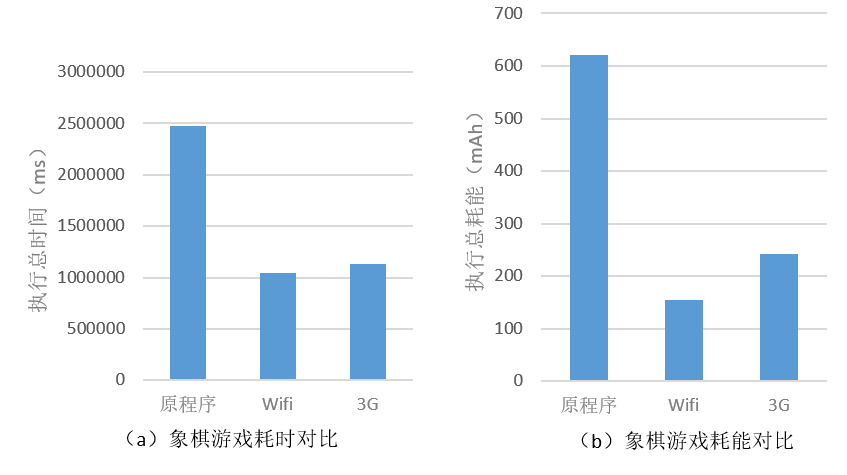 3000000
2500000
2000000
1500000
1000000
500000
0
执行总时间（ms）
原程序 Wifi 3G
（a）象棋游戏耗时对比
700
600
500
400
300
200
100
0
执行总耗能（mAh）
原程序 Wifi 3G
（b）象棋游戏耗能对比